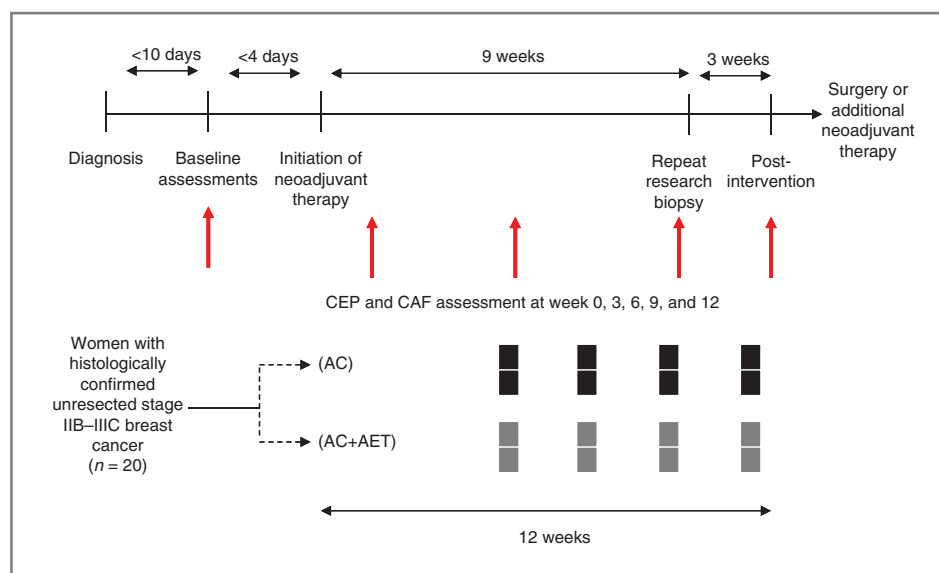 <10 days
<4 days
9 weeks
3 weeks
Surgery or
additional
neoadjuvant
therapy
Diagnosis
Baseline
assessments
Initiation of
neoadjuvant
therapy
Repeat
research
biopsy
Post-
intervention
CEP and CAF assessment at week 0, 3, 6, 9, and 12
Women with
histologically
confirmed
unresected stage
IIB–IIIC breast
cancer
(n = 20)
(AC)
(AC+AET)
12 weeks